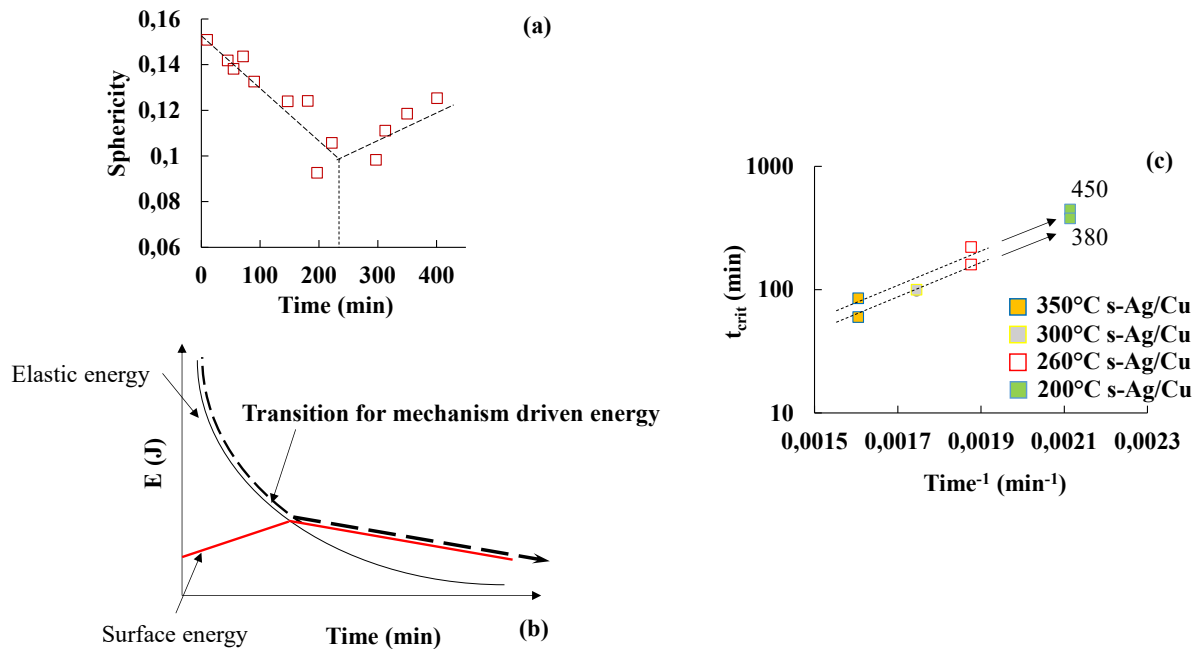 (a)
0,16
0,14
0,12
0,1
0,08
0,06
Sphericity
0 100 200 300 400
Time (min)
Elastic energy
Transition for mechanism driven energy
E (J)
Surface energy
Time (min)
(b)
(c)
1000
100
10
t_crit (min)
450
380
350°C s-Ag/Cu
300°C s-Ag/Cu
260°C s-Ag/Cu
200°C s-Ag/Cu
0,0015 0,0017 0,0019 0,0021 0,0023
Time⁻¹ (min⁻¹)